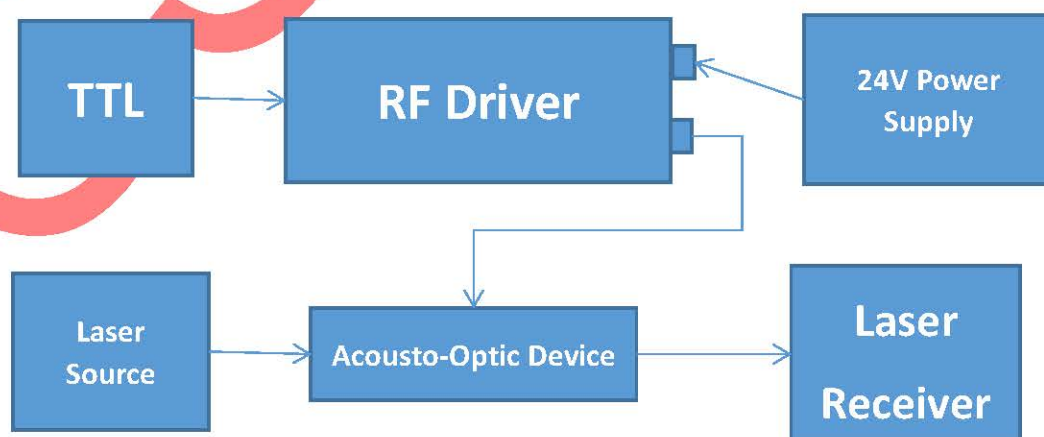 TTL
RF Driver
24V Power
Supply
Laser
Source
Acousto-Optic Device
Laser
Receiver